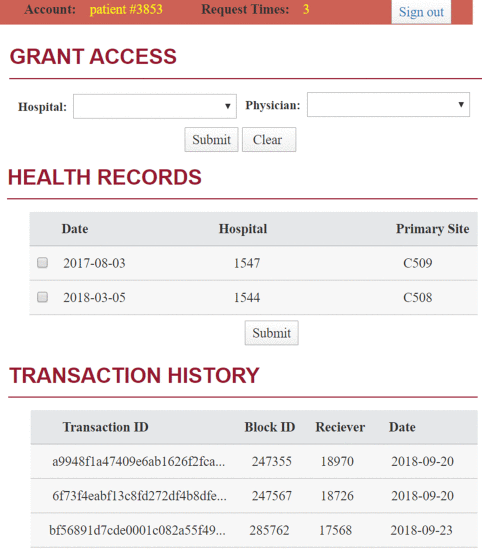 Account: patient #3853 Request Times: 3 Sign out
GRANT ACCESS
Hospital: Physician:
Submit Clear
HEALTH RECORDS
Date Hospital Primary Site
2017-08-03 1547 C509
2018-03-05 1544 C508
Submit
TRANSACTION HISTORY
Transaction ID Block ID Reciever Date
a9948f1a47409e6ab1626f2fca... 247355 18970 2018-09-20
6f73f4eabf13c8fd272df4b8dfe... 247567 18726 2018-09-20
bf56891d7cde0001c082a55f49... 285762 17568 2018-09-23